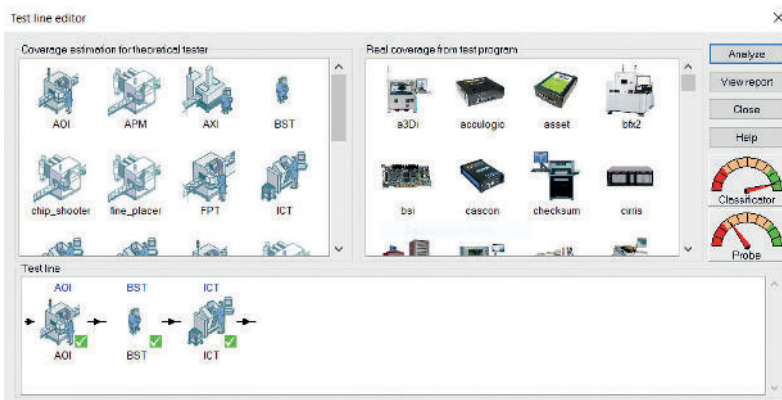 Test line editor
Coverage estimation for theoretical tester
AOI APM AXI BST
chip_shooter fine_placer FPT ICT
Real coverage from test program
a3Di acculogic asset bfx2
bsi cascon checksum cirris
Analyze
View report
Close
Help
Classificator
Probe
Test line
AOI BST ICT
AOI BST ICT